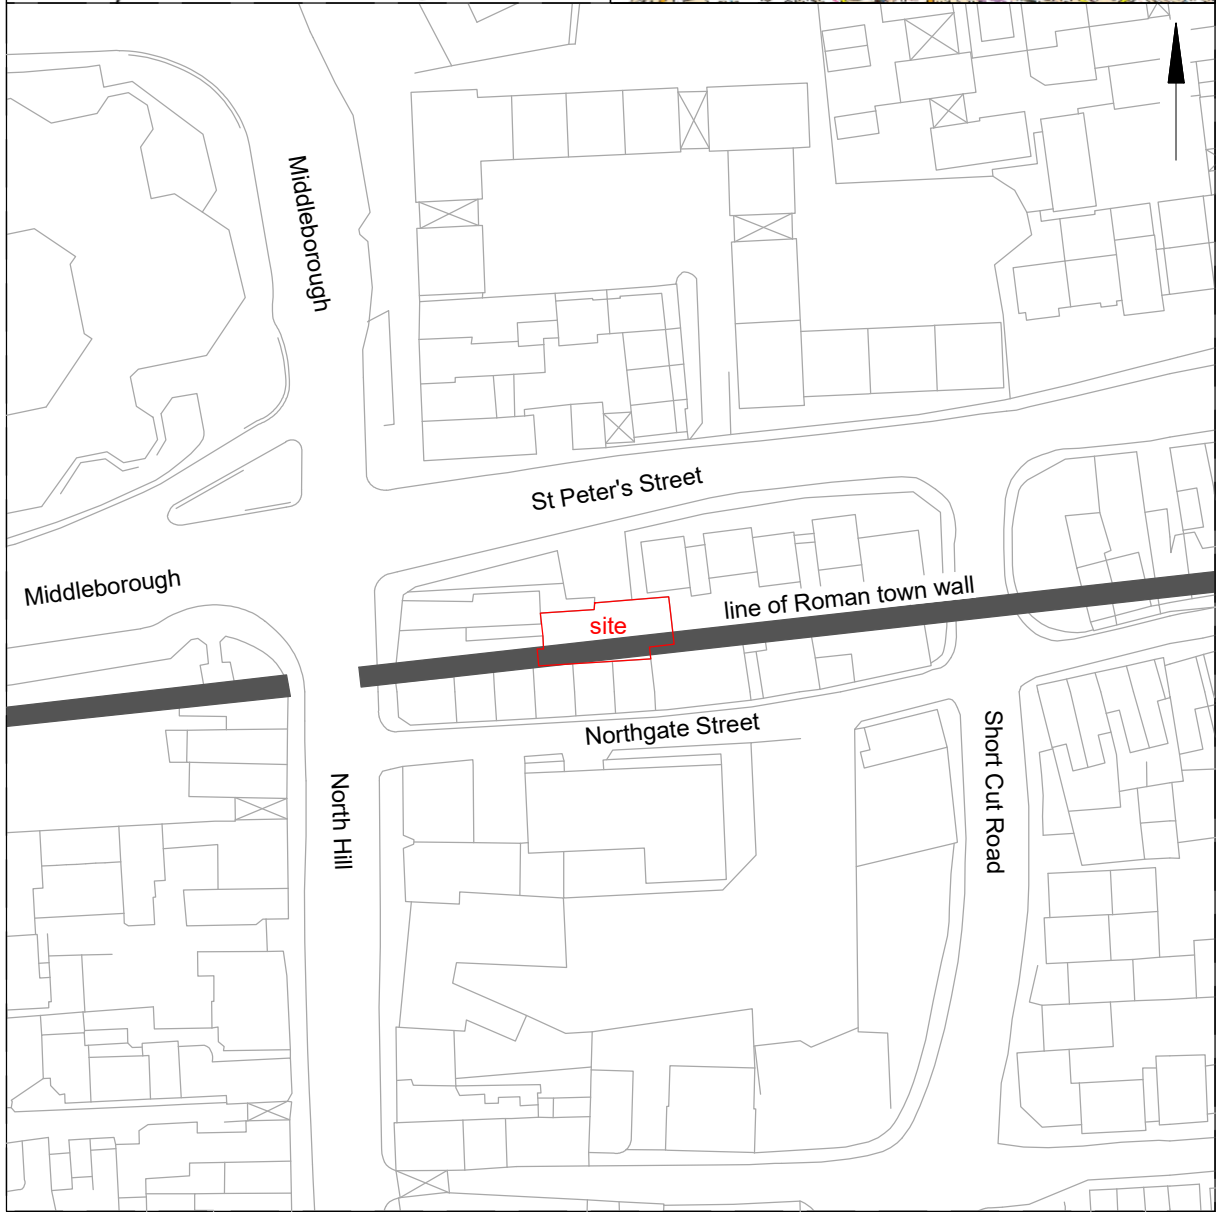 Middleborough
St Peter's Street
Middleborough
line of Roman town wall
site
Northgate Street
Short Cut Road
North Hill